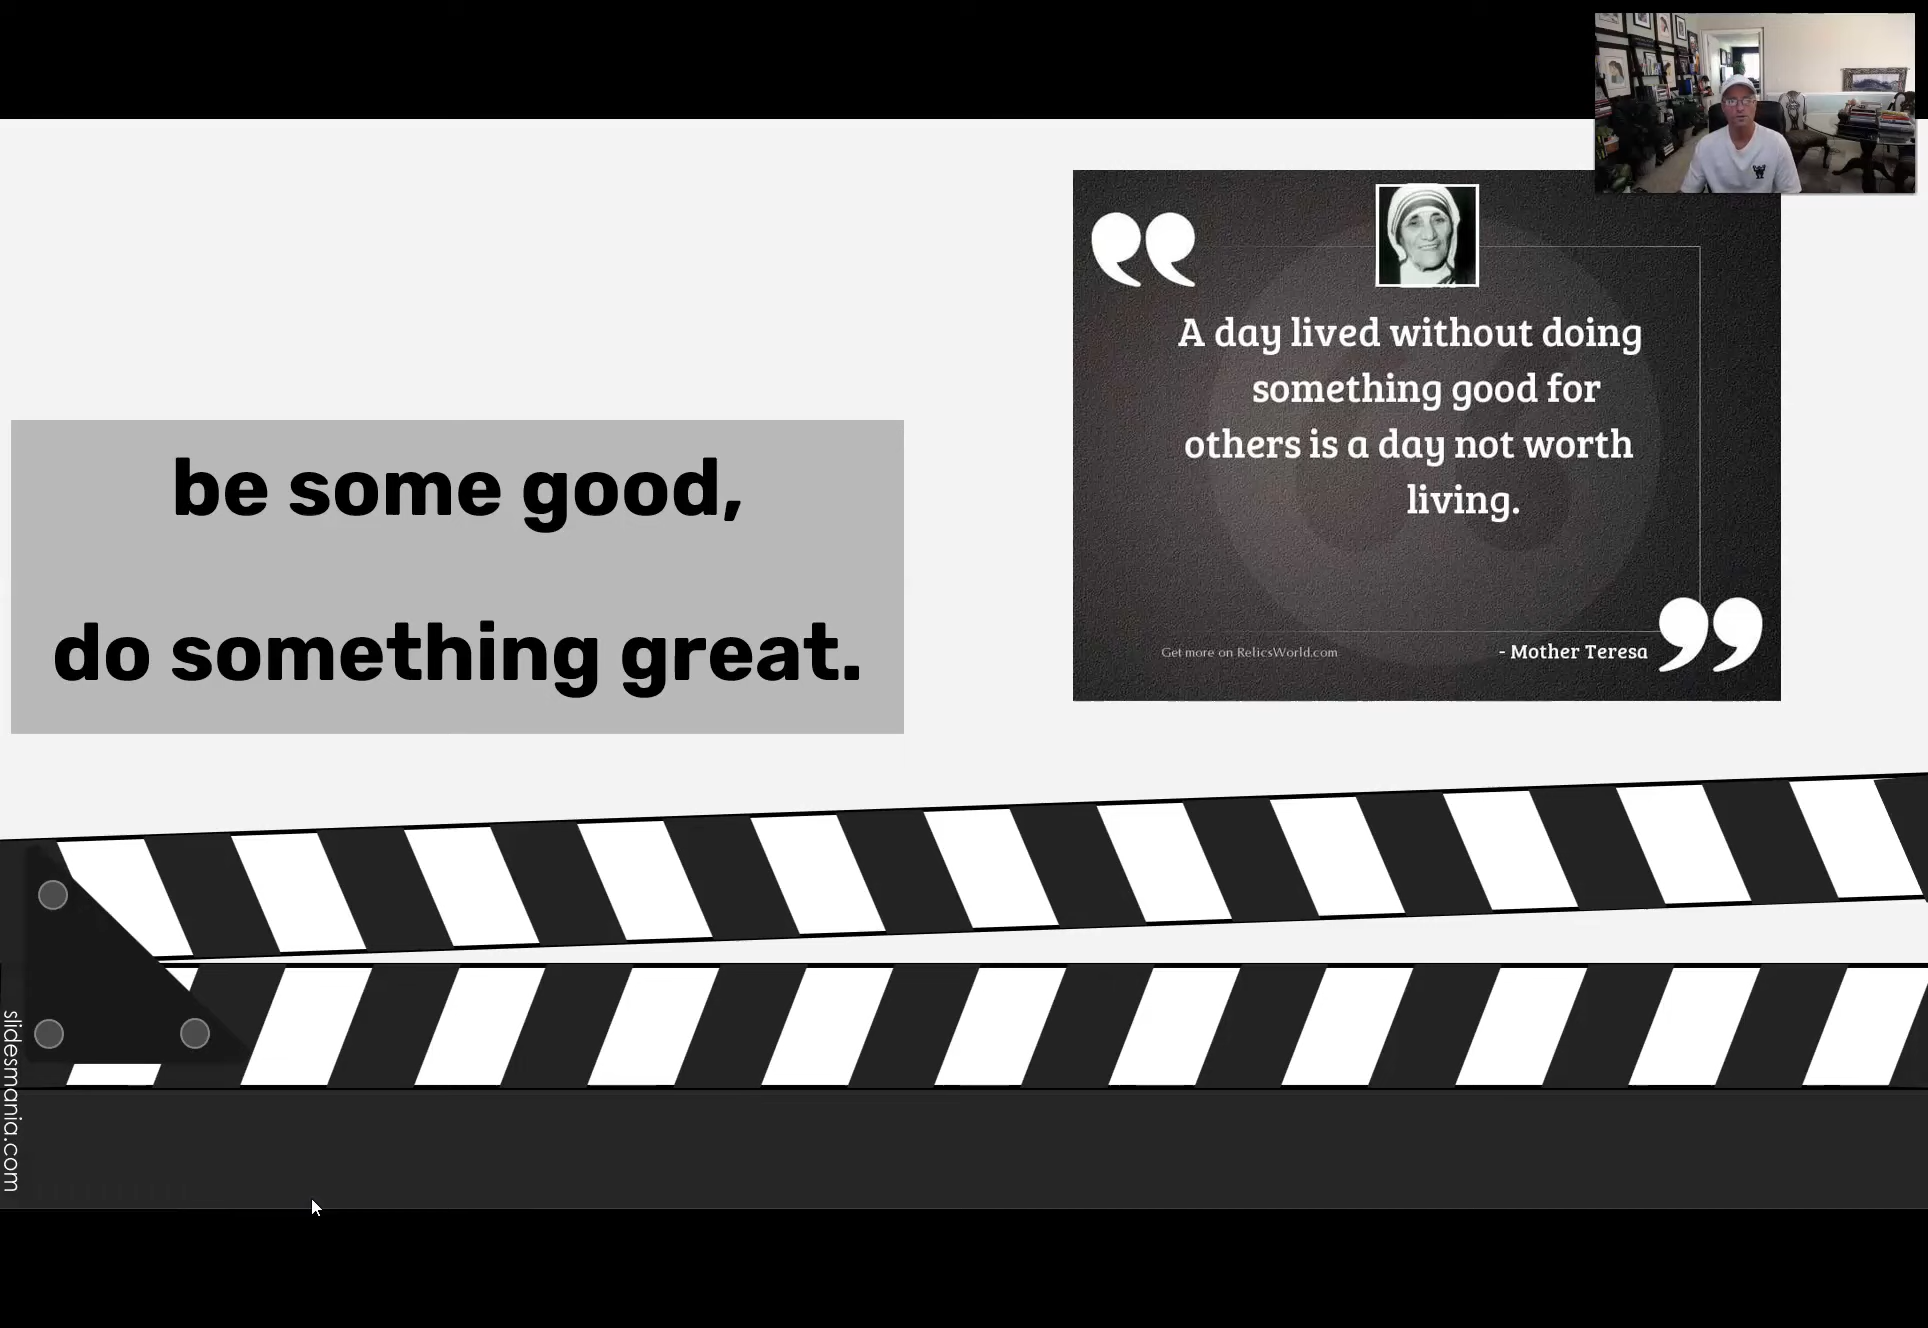 be some good,
do something great.
A day lived without doing
something good for
others is a day not worth
living.
Get more on RelicsWorld.com
- Mother Teresa
slidesmania.com